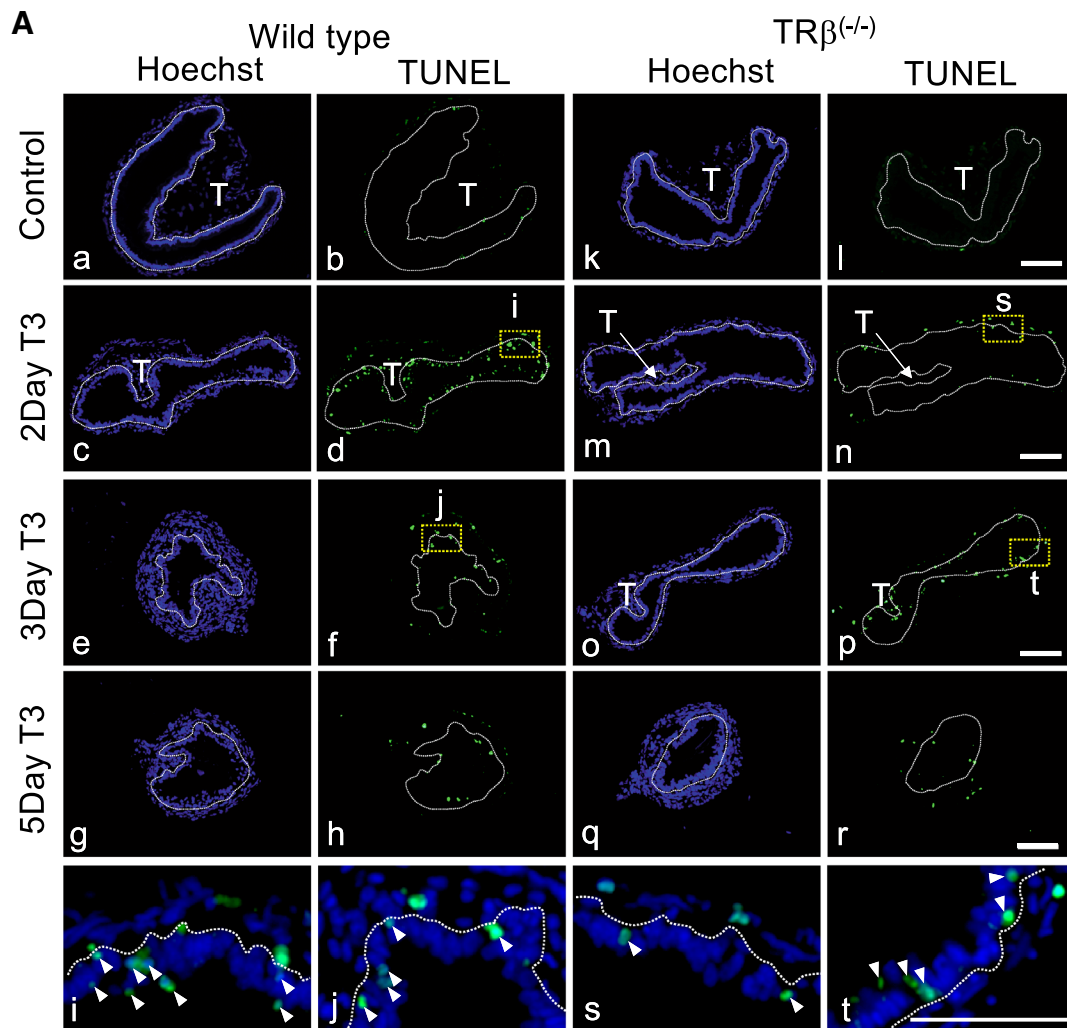 A
Wild type TRβ(-/-)
Hoechst TUNEL Hoechst TUNEL
Control
T T T T
a b k l
2Day T3
i s
T T T T
c d m n
3Day T3
j
T T t
e f o p
5Day T3
g h q r
i j s t